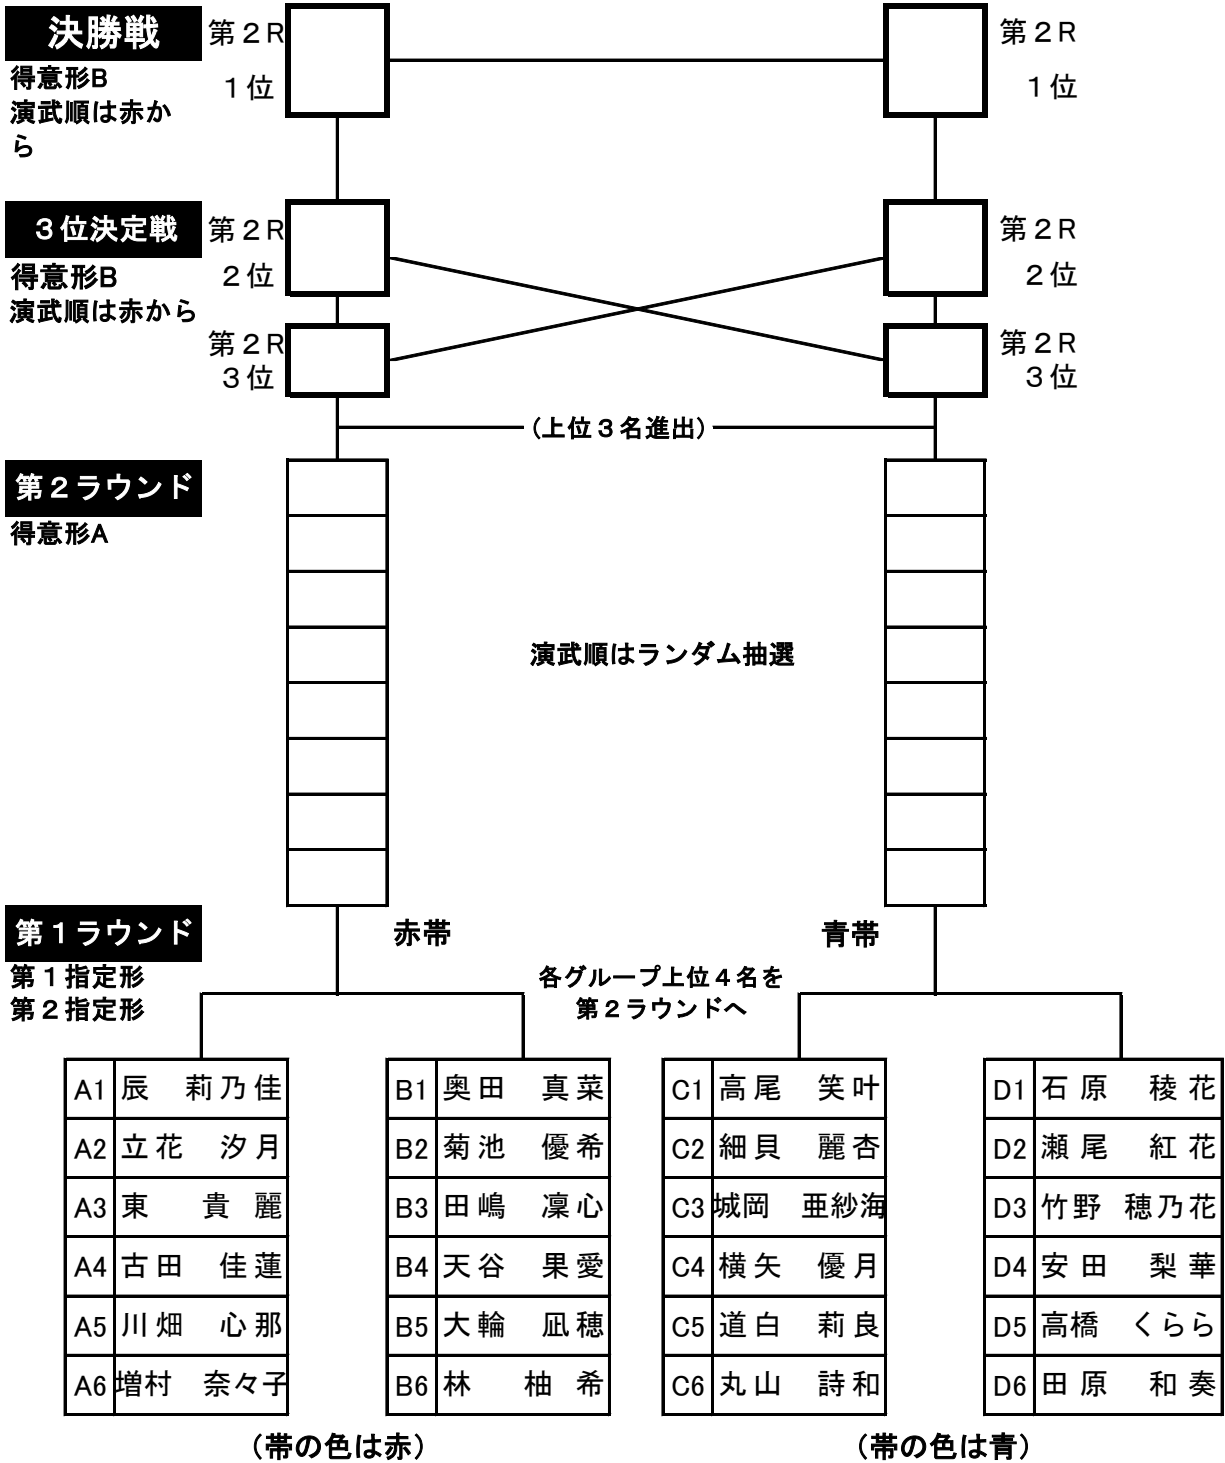 決勝戦
第２R
第２R
得意形B
１位
１位
演武順は赤か
ら
３位決定戦
第２R
第２R
得意形B
２位
２位
演武順は赤から
第２R
第２R
３位
３位
(上位３名進出)
第２ラウンド
得意形A
演武順はランダム抽選
第１ラウンド
赤帯
青帯
第１指定形
第２指定形
各グループ上位４名を
第２ラウンドへ
A1 辰 莉乃佳
A2 立花 汐月
A3 東 貴麗
A4 古田 佳蓮
A5 川畑 心那
A6 増村 奈々子
B1 奥田 真菜
B2 菊池 優希
B3 田嶋 凜心
B4 天谷 果愛
B5 大輪 凪穂
B6 林 柚希
(帯の色は赤)
C1 高尾 笑叶
C2 細貝 麗杏
C3 城岡 亜紗海
C4 横矢 優月
C5 道白 莉良
C6 丸山 詩和
D1 石原 稜花
D2 瀬尾 紅花
D3 竹野 穂乃花
D4 安田 梨華
D5 高橋 くらら
D6 田原 和奏
(帯の色は青)